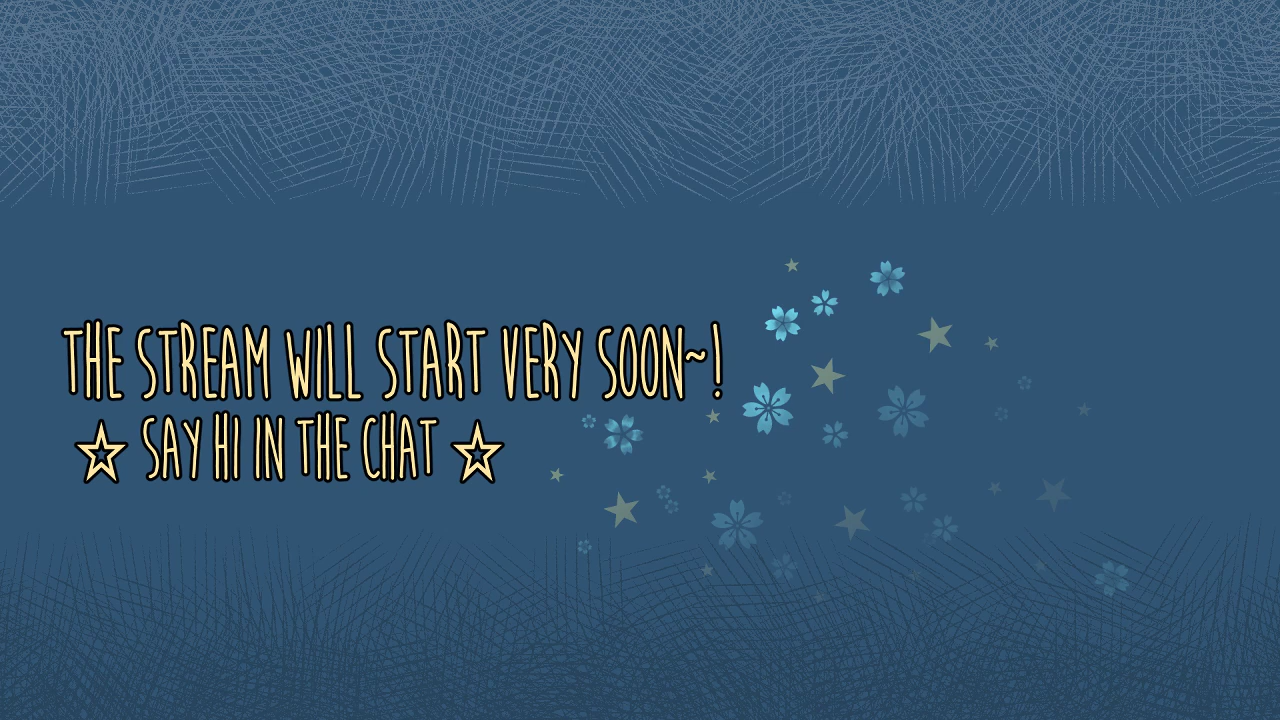 THE STREAM WILL START VERY SOON~!
☆ SAY HI IN THE CHAT ☆